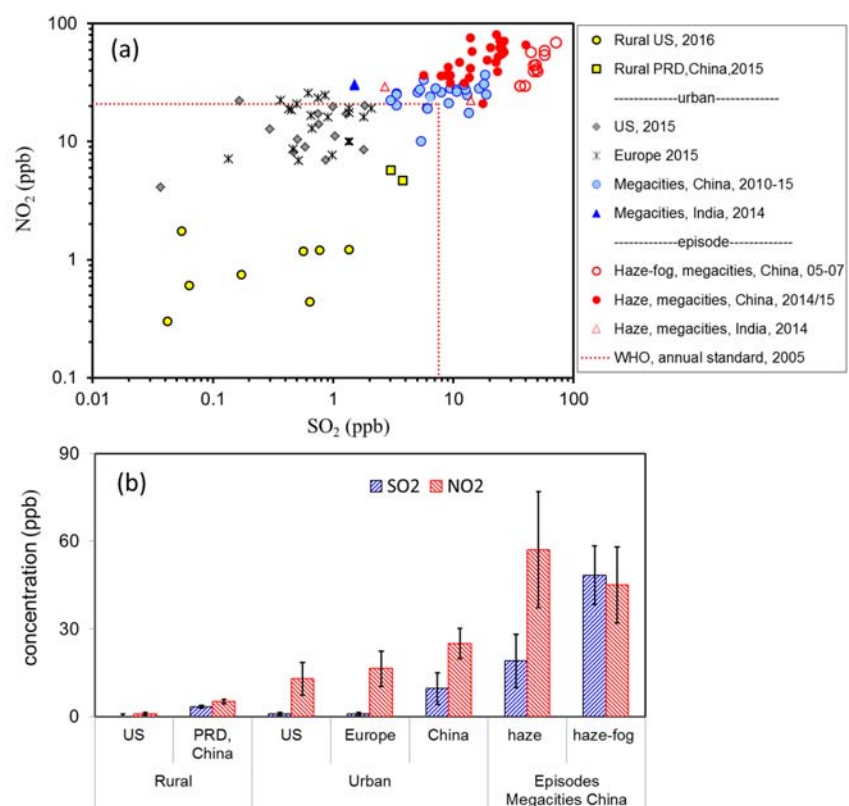 (a)
100
10
1
0.1
NO2 (ppb)
0.01 0.1 1 10 100
SO2 (ppb)
Rural US, 2016
Rural PRD,China,2015
-------------urban-------------
US, 2015
Europe 2015
Megacities, China, 2010-15
Megacities, India, 2014
-------------episode-------------
Haze-fog, megacities, China, 05-07
Haze, megacities, China, 2014/15
Haze, megacities, India, 2014
WHO, annual standard, 2005
(b)
SO2 NO2
90
60
30
0
concentration (ppb)
US PRD, China US Europe China haze haze-fog
Rural Urban Episodes
Megacities China